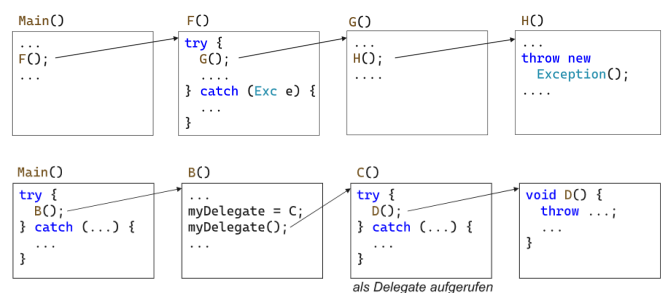 Main()
...
F();
...
F()
try {
G();
....
} catch (Exc e) {
...
}
G()
...
H();
....
H()
...
throw new
Exception();
....
Main()
try {
B();
} catch (...) {
...
}
B()
...
myDelegate = C;
myDelegate();
...
C()
try {
D();
} catch (...) {
...
}
als Delegate aufgerufen
void D() {
throw ...;
...
}